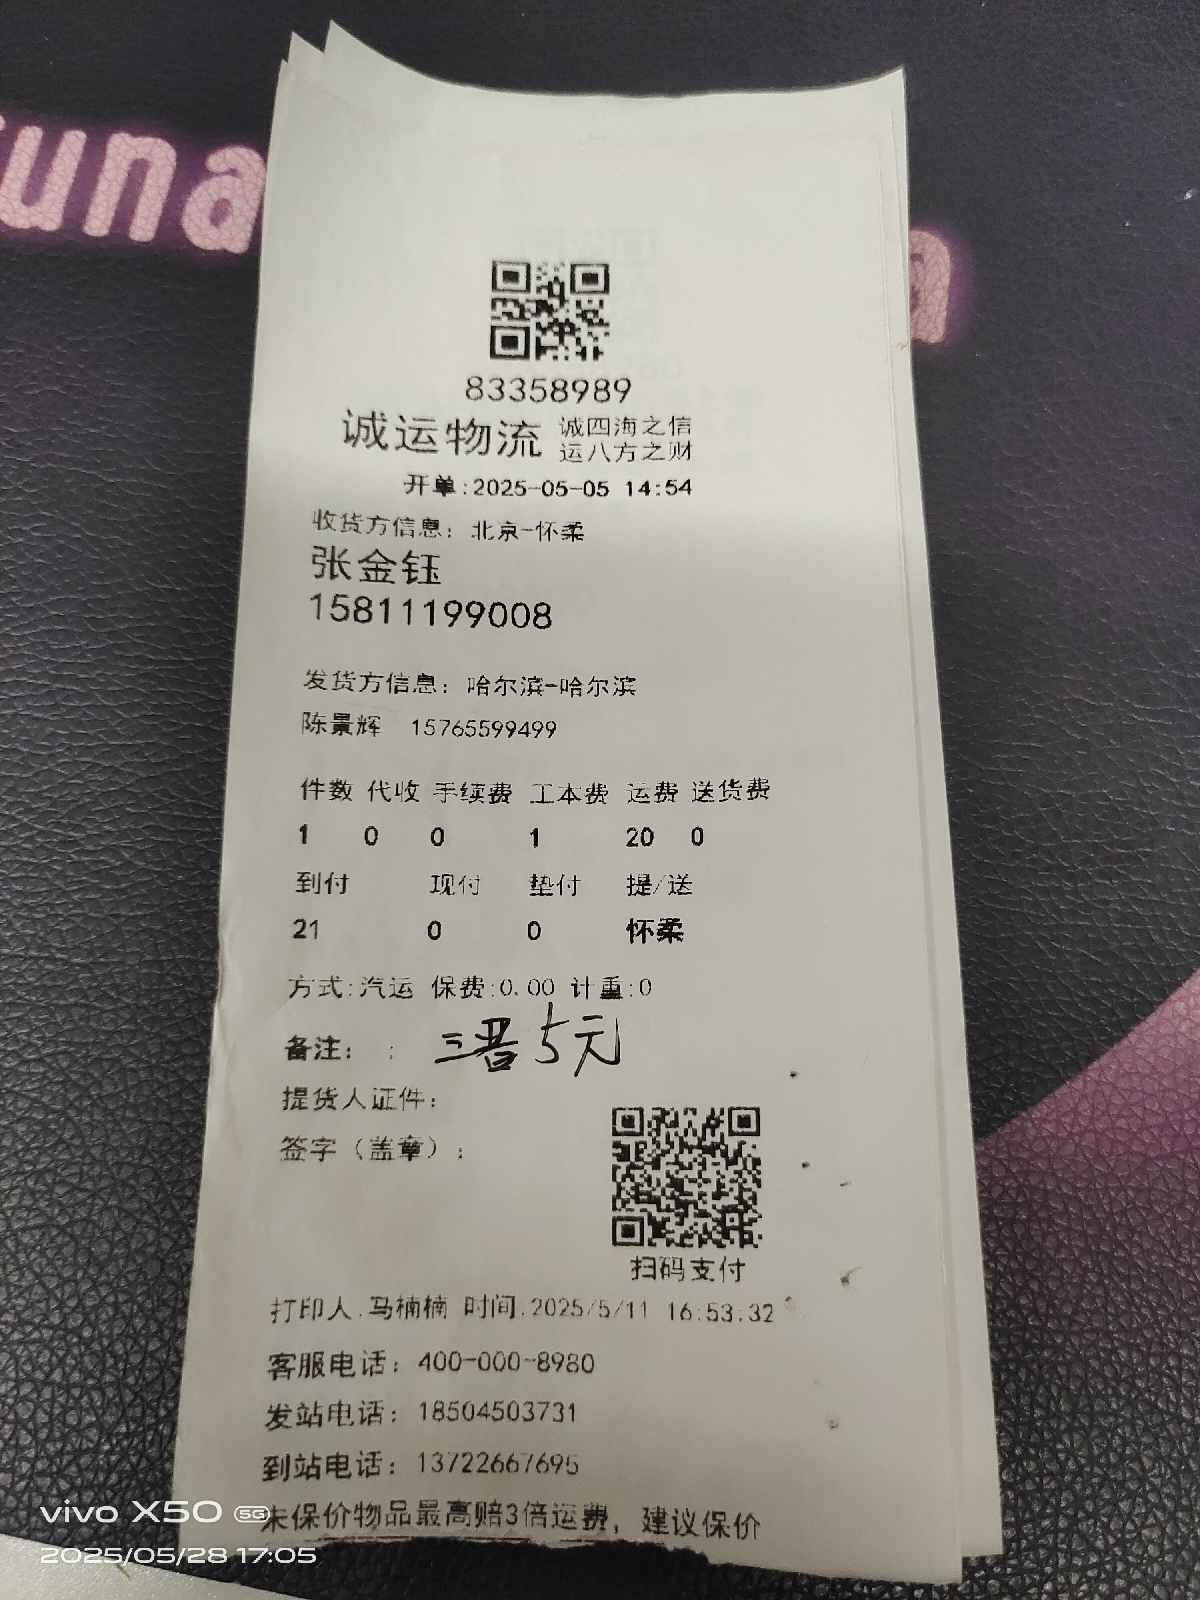 una
a
83358989
诚运物流 诚四海之信
运八方之财
开单:2025-05-05 14:54
收货方信息: 北京-怀柔
张金钰
15811199008
发货方信息: 哈尔滨-哈尔滨
陈景辉 15765599499
件数 代收 手续费 工本费 运费 送货费
1 0 0 1 20 0
到付 现付 垫付 提/送
21 0 0 怀柔
方式:汽运 保费:0.00 计重:0
备注: : 5元
提货人证件:
签字(盖章):
扫码支付
打印人.马楠楠 时间.2025/5/11 16:53:32
客服电话: 400-000-8980
发站电话: 18504503731
到站电话: 13722667695
未保价物品最高赔3倍运费, 建议保价
vivo X50 5G
2025/05/28 17:05